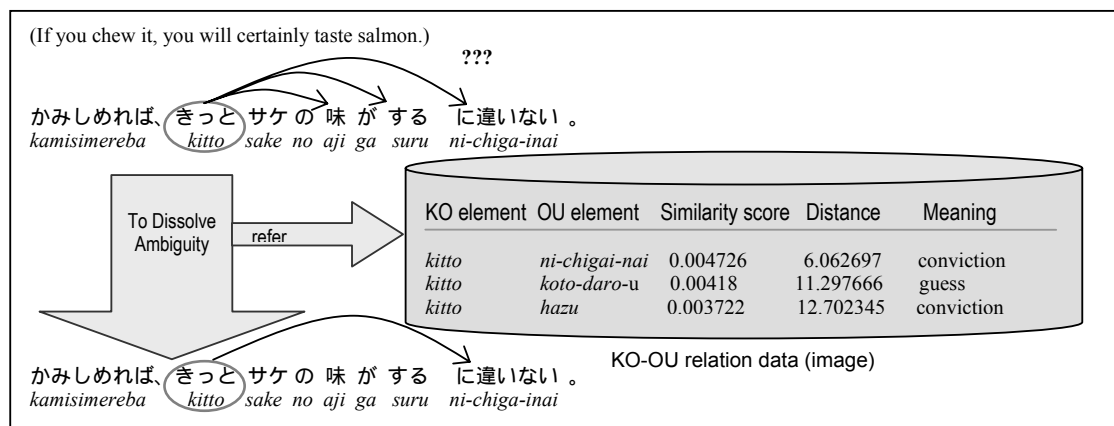 (If you chew it, you will certainly taste salmon.)
???
かみしめれば、きっと サケ の 味 が する に違いない 。
kamisimereba kitto sake no aji ga suru ni-chiga-inai
To Dissolve
Ambiguity
refer
KO element OU element Similarity score Distance Meaning
kitto ni-chigai-nai 0.004726 6.062697 conviction
kitto koto-daro-u 0.00418 11.297666 guess
kitto hazu 0.003722 12.702345 conviction
KO-OU relation data (image)
かみしめれば、きっと サケ の 味 が する に違いない 。
kamisimereba kitto sake no aji ga suru ni-chiga-inai